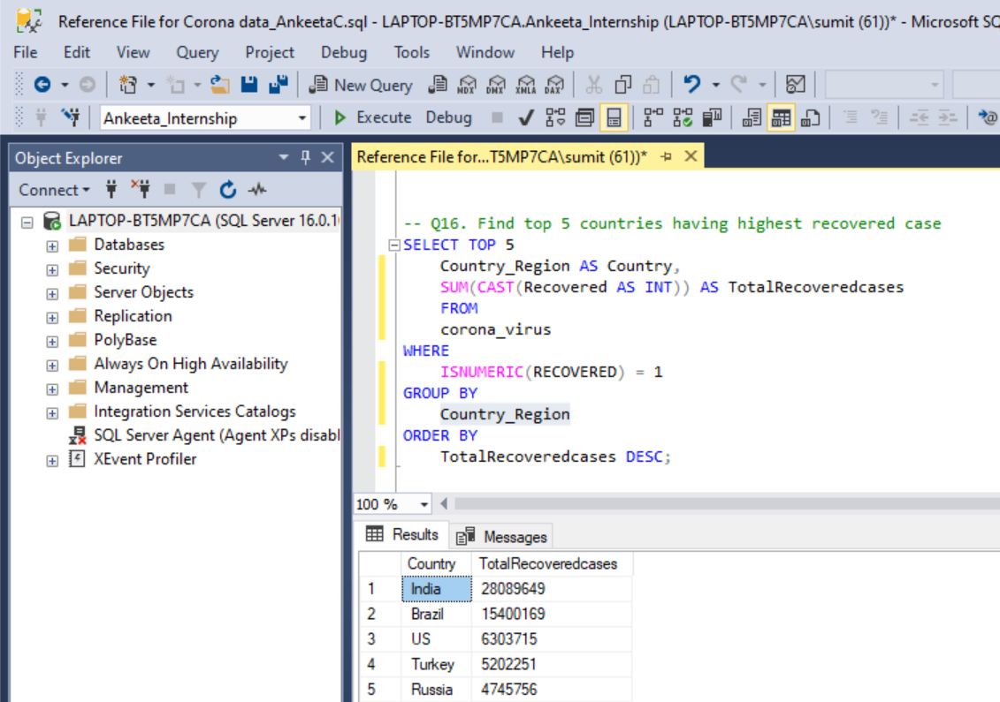 Reference File for Corona data_AnkeetaC.sql - LAPTOP-BT5MP7CA.Ankeeta_Internship (LAPTOP-BT5MP7CA\sumit (61))* - Microsoft SQ
File Edit View Query Project Debug Tools Window Help
New Query MDX DMX XMLA DAX
Ankeeta_Internship Execute Debug
Object Explorer
Reference File for...T5MP7CA\sumit (61))*
Connect
LAPTOP-BT5MP7CA (SQL Server 16.0.1
Databases
Security
Server Objects
Replication
PolyBase
Always On High Availability
Management
Integration Services Catalogs
SQL Server Agent (Agent XPs disabl
XEvent Profiler
-- Q16. Find top 5 countries having highest recovered case
SELECT TOP 5
Country_Region AS Country,
SUM(CAST(Recovered AS INT)) AS TotalRecoveredcases
FROM
corona_virus
WHERE
ISNUMERIC(RECOVERED) = 1
GROUP BY
Country_Region
ORDER BY
TotalRecoveredcases DESC;
100 %
Results Messages
Country TotalRecoveredcases
1 India 28089649
2 Brazil 15400169
3 US 6303715
4 Turkey 5202251
5 Russia 4745756